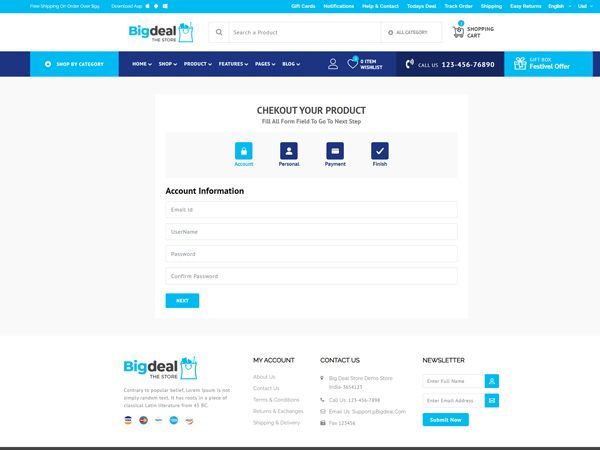 Free Shipping On Order Over $99
Download App
Gift Cards
Notifications
Help & Contact
Todays Deal
Track Order
Shipping
Easy Returns
English
Usd
Bigdeal
THE STORE
Search a Product
ALL CATEGORY
SHOPPING
CART
SHOP BY CATEGORY
HOME
SHOP
PRODUCT
FEATURES
PAGES
BLOG
0 ITEM
WISHLIST
CALL US 123-456-76890
GIFT BOX
Festivel Offer
CHEKOUT YOUR PRODUCT
Fill All Form Field To Go To Next Step
Account
Personal
Payment
Finish
Account Information
Email Id
UserName
Password
Confirm Password
NEXT
Bigdeal
THE STORE
Contrary to popular belief, Lorem Ipsum is not
simply random text. It has roots in a piece of
classical Latin literature from 45 BC.
MY ACCOUNT
About Us
Contact Us
Terms & Conditions
Returns & Exchanges
Shipping & Delivery
CONTACT US
Big Deal Store Demo Store
India-3654123
Call Us: 123-456-7898
Email Us: Support@Bigdeal.Com
Fax 123456
NEWSLETTER
Enter Full Name
Enter Email Address
Submit Now